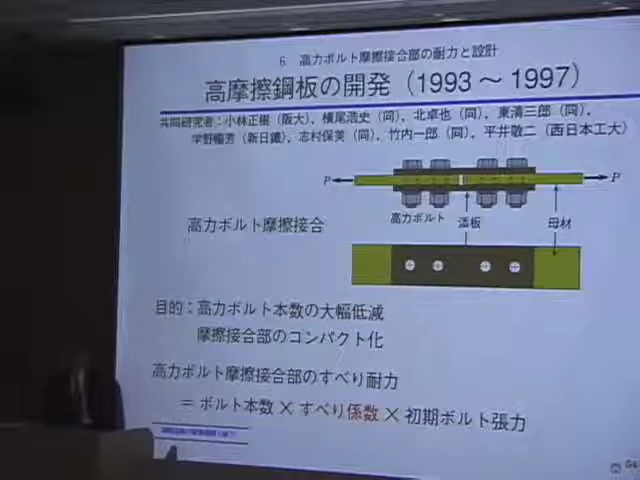 6 高力ボルト摩擦接合部の耐力と設計
高摩擦鋼板の開発(1993~1997)
共同研究者:小林正樹(阪大),横尾浩史(同),北卓也(同),東清三郎(同),
宇野暢芳(新日鐵),志村保美(同),竹内一郎(同),平井敬二(西日本工大)
P
P
高力ボルト
添板
母材
高力ボルト摩擦接合
目的:高力ボルト本数の大幅低減
摩擦接合部のコンパクト化
高力ボルト摩擦接合部のすべり耐力
=ボルト本数×すべり係数×初期ボルト張力